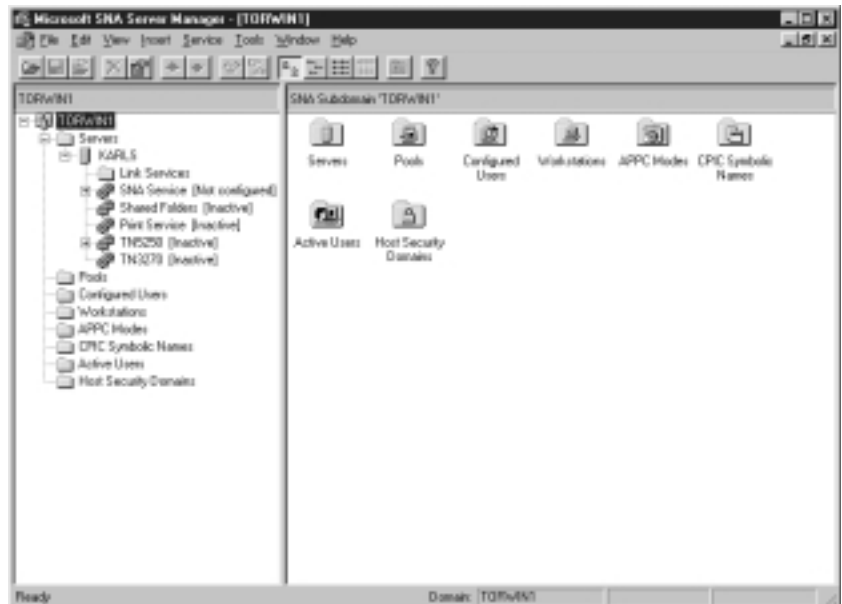 Microsoft SNA Server Manager - [TORWIN1]
File Edit View Insert Service Tools Window Help
TORWIN1
SNA Subdomain 'TORWIN1'
TORWIN1
Servers
KARLS
Link Services
SNA Service [Not configured]
Shared Folders [Inactive]
Print Service [Inactive]
TN5250 [Inactive]
TN3270 [Inactive]
Pools
Configured Users
Workstations
APPC Modes
CPIC Symbolic Names
Active Users
Host Security Domains
Servers
Pools
Configured Users
Workstations
APPC Modes
CPIC Symbolic Names
Active Users
Host Security Domains
Ready
Domain: TORWIN1